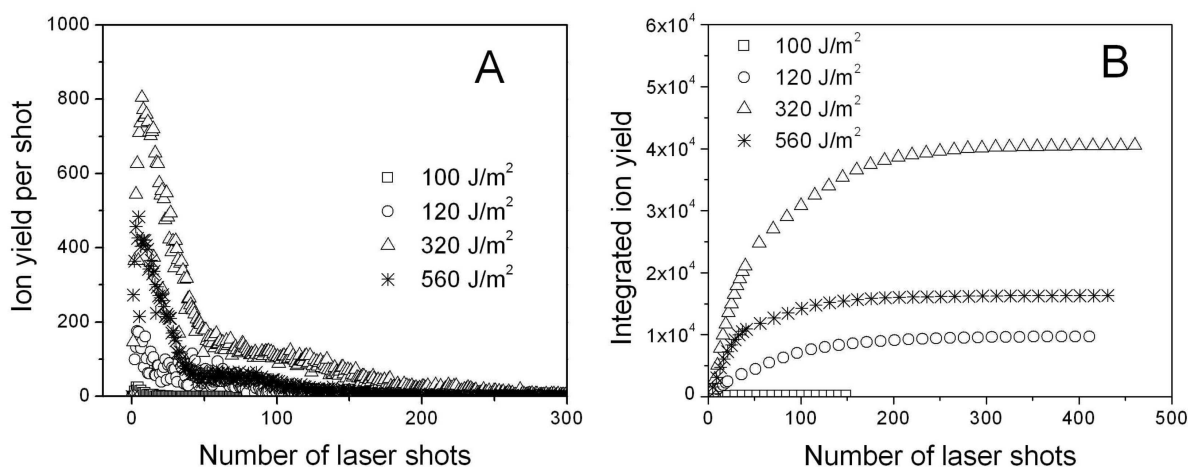 A
Ion yield per shot
1000
800
600
400
200
0
0
100
200
300
Number of laser shots
100 J/m²
120 J/m²
320 J/m²
560 J/m²
B
Integrated ion yield
6x10⁴
5x10⁴
4x10⁴
3x10⁴
2x10⁴
1x10⁴
0
0
100
200
300
400
500
Number of laser shots
100 J/m²
120 J/m²
320 J/m²
560 J/m²